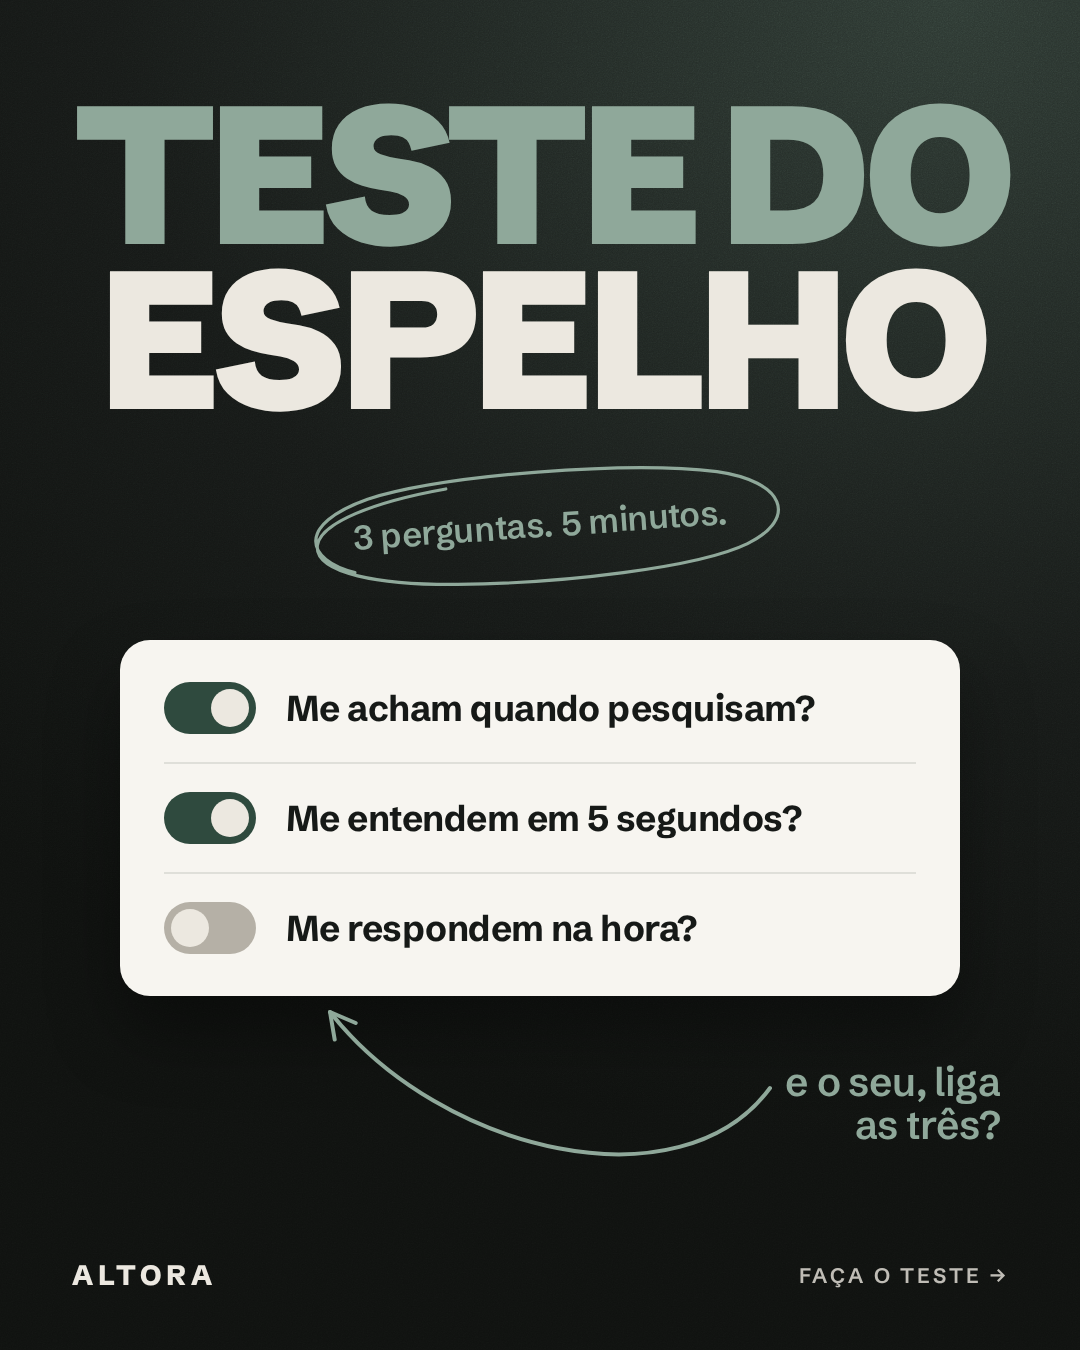 TESTE DO
ESPELHO
3 perguntas. 5 minutos.
Me acham quando pesquisam?
Me entendem em 5 segundos?
Me respondem na hora?
e o seu, liga
as três?
ALTORA
FAÇA O TESTE →